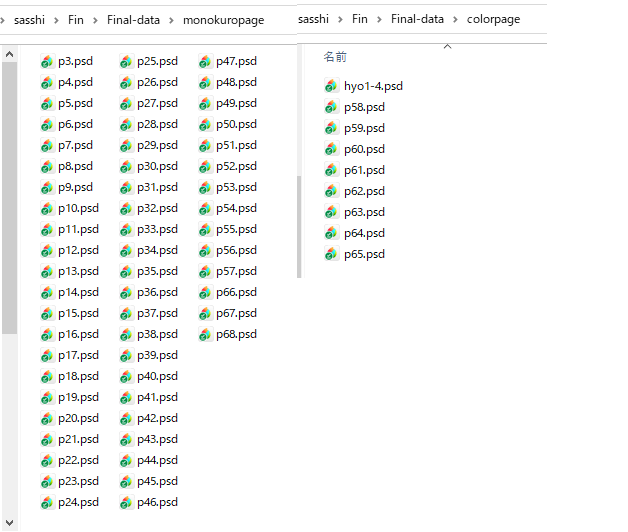 sasshi > Fin > Final-data > monokuropage
p3.psd
p4.psd
p5.psd
p6.psd
p7.psd
p8.psd
p9.psd
p10.psd
p11.psd
p12.psd
p13.psd
p14.psd
p15.psd
p16.psd
p17.psd
p18.psd
p19.psd
p20.psd
p21.psd
p22.psd
p23.psd
p24.psd
p25.psd
p26.psd
p27.psd
p28.psd
p29.psd
p30.psd
p31.psd
p32.psd
p33.psd
p34.psd
p35.psd
p36.psd
p37.psd
p38.psd
p39.psd
p40.psd
p41.psd
p42.psd
p43.psd
p44.psd
p45.psd
p46.psd
p47.psd
p48.psd
p49.psd
p50.psd
p51.psd
p52.psd
p53.psd
p54.psd
p55.psd
p56.psd
p57.psd
p66.psd
p67.psd
p68.psd
sasshi > Fin > Final-data > colorpage
名前
hyo1-4.psd
p58.psd
p59.psd
p60.psd
p61.psd
p62.psd
p63.psd
p64.psd
p65.psd